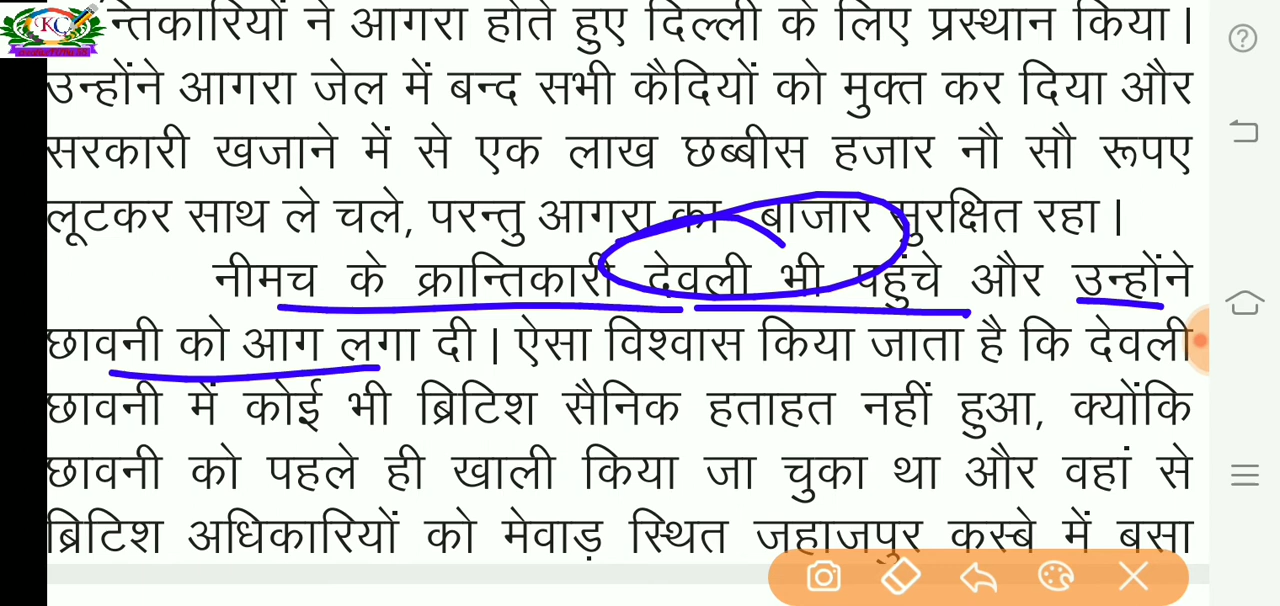 KC
न्तिकारियों ने आगरा होते हुए दिल्ली के लिए प्रस्थान किया।
उन्होंने आगरा जेल में बन्द सभी कैदियों को मुक्त कर दिया और
सरकारी खजाने में से एक लाख छब्बीस हजार नौ सौ रूपए
लूटकर साथ ले चले, परन्तु आगरा का बाजार सुरक्षित रहा।
नीमच के क्रान्तिकारी देवली भी पहुंचे और उन्होंने
छावनी को आग लगा दी। ऐसा विश्वास किया जाता है कि देवली
छावनी में कोई भी ब्रिटिश सैनिक हताहत नहीं हुआ, क्योंकि
छावनी को पहले ही खाली किया जा चुका था और वहां से
ब्रिटिश अधिकारियों को मेवाड़ स्थित जहाजपुर कस्बे में बसा